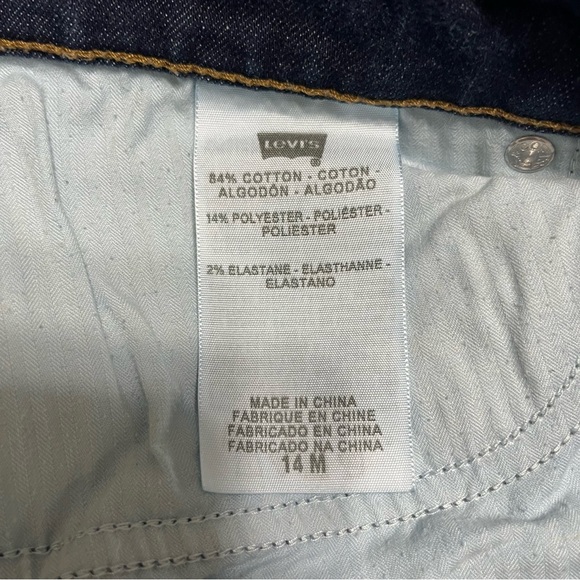 Levi's
®
84% COTTON - COTON -
ALGODÓN - ALGODÃO
14% POLYESTER - POLIÉSTER -
POLIESTER
2% ELASTANE - ELASTHANNE -
ELASTANO
MADE IN CHINA
FABRIQUE EN CHINE
FABRICADO EN CHINA
FABRICADO NA CHINA
14 M